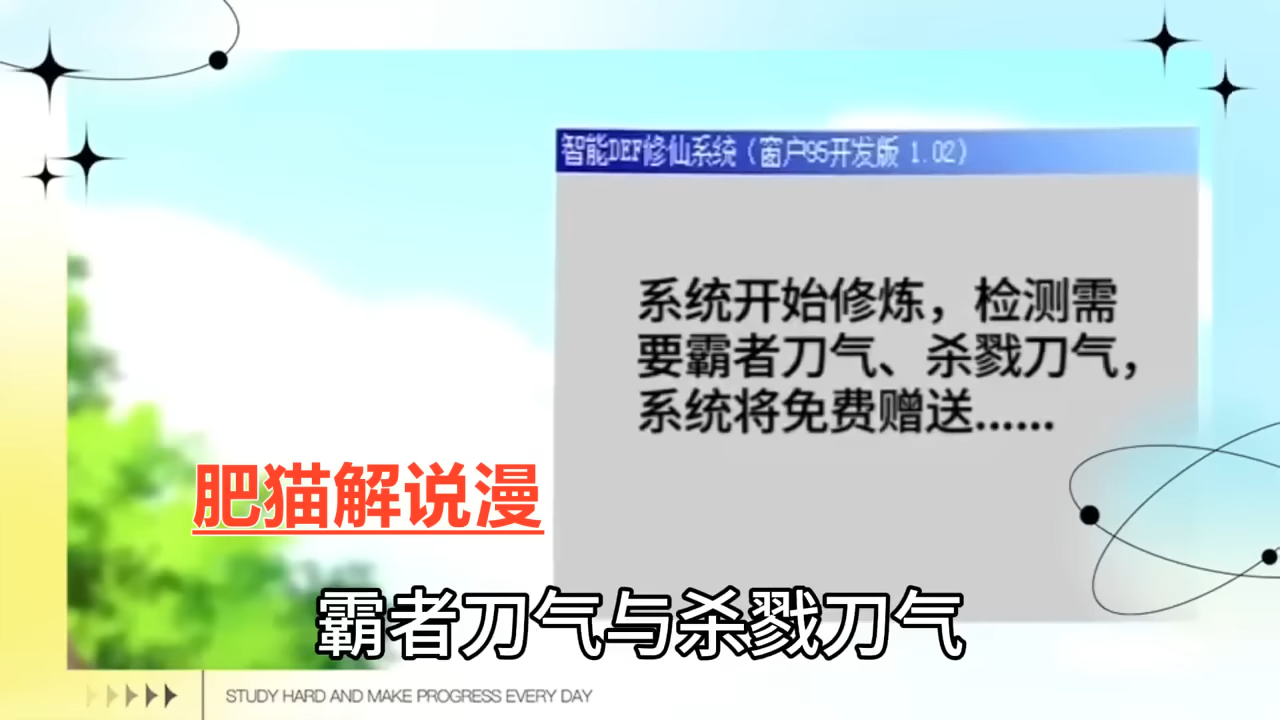 智能DEF修仙系统（窗户95开发版 1.02）
系统开始修炼，检测需
要霸者刀气、杀戮刀气，
系统将免费赠送......
肥猫解说漫
霸者刀气与杀戮刀气
STUDY HARD AND MAKE PROGRESS EVERY DAY